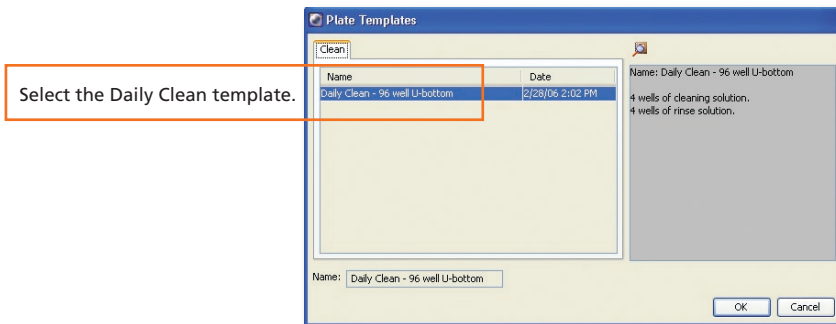 Plate Templates
Clean
Select the Daily Clean template.
Name Date
Daily Clean - 96 well U-bottom 2/28/06 2:02 PM
Name: Daily Clean - 96 well U-bottom
4 wells of cleaning solution.
4 wells of rinse solution.
Name: Daily Clean - 96 well U-bottom
OK Cancel